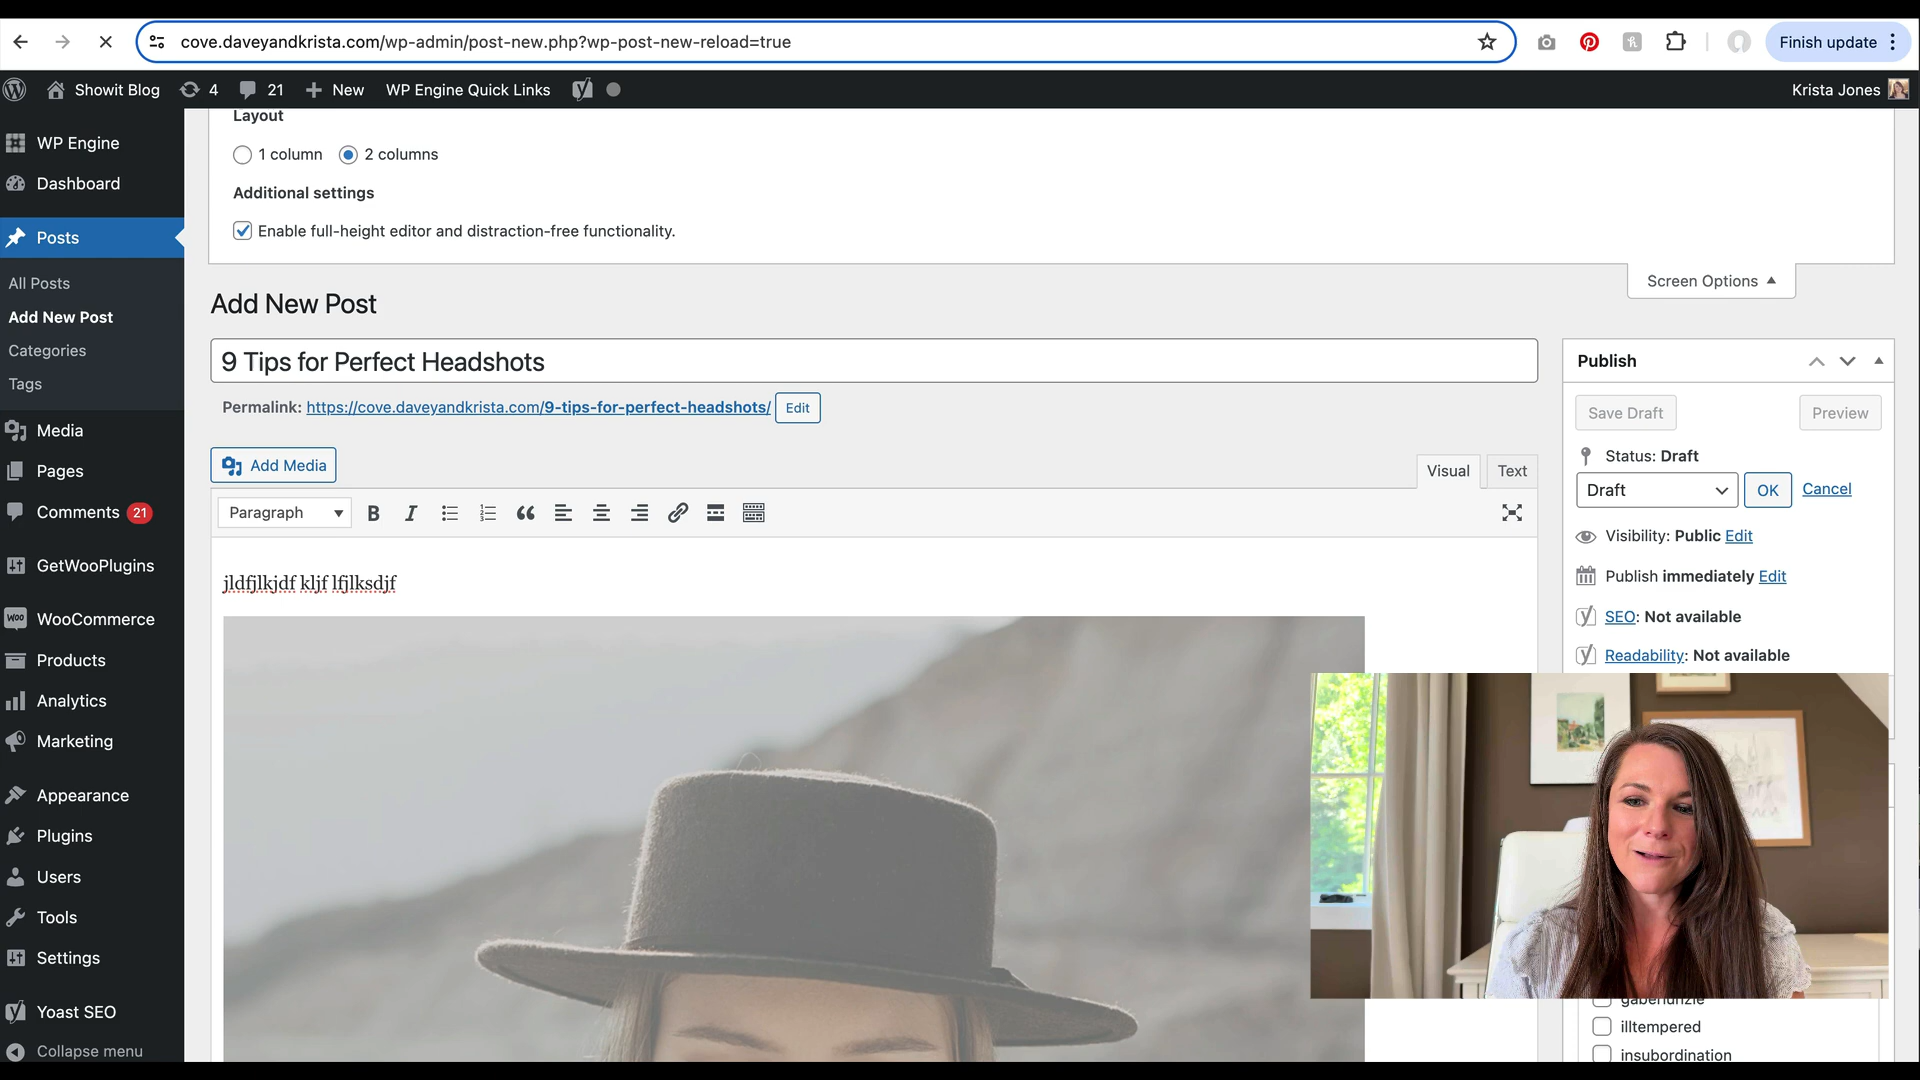 cove.daveyandkrista.com/wp-admin/post-new.php?wp-post-new-reload=true
Finish update
Showit Blog 4 21 New WP Engine Quick Links Krista Jones
WP Engine
Dashboard
Posts
All Posts
Add New Post
Categories
Tags
Media
Pages
Comments 21
GetWooPlugins
WooCommerce
Products
Analytics
Marketing
Appearance
Plugins
Users
Tools
Settings
Yoast SEO
Collapse menu
Layout
1 column 2 columns
Additional settings
Enable full-height editor and distraction-free functionality.
Screen Options
Add New Post
9 Tips for Perfect Headshots
Permalink: https://cove.daveyandkrista.com/9-tips-for-perfect-headshots/ Edit
Add Media
Visual Text
Paragraph
jldfjlkjdf kljf lfjlksdjf
Publish
Save Draft Preview
Status: Draft
Draft OK Cancel
Visibility: Public Edit
Publish immediately Edit
SEO: Not available
Readability: Not available
gaberlunzie
illtempered
insubordination